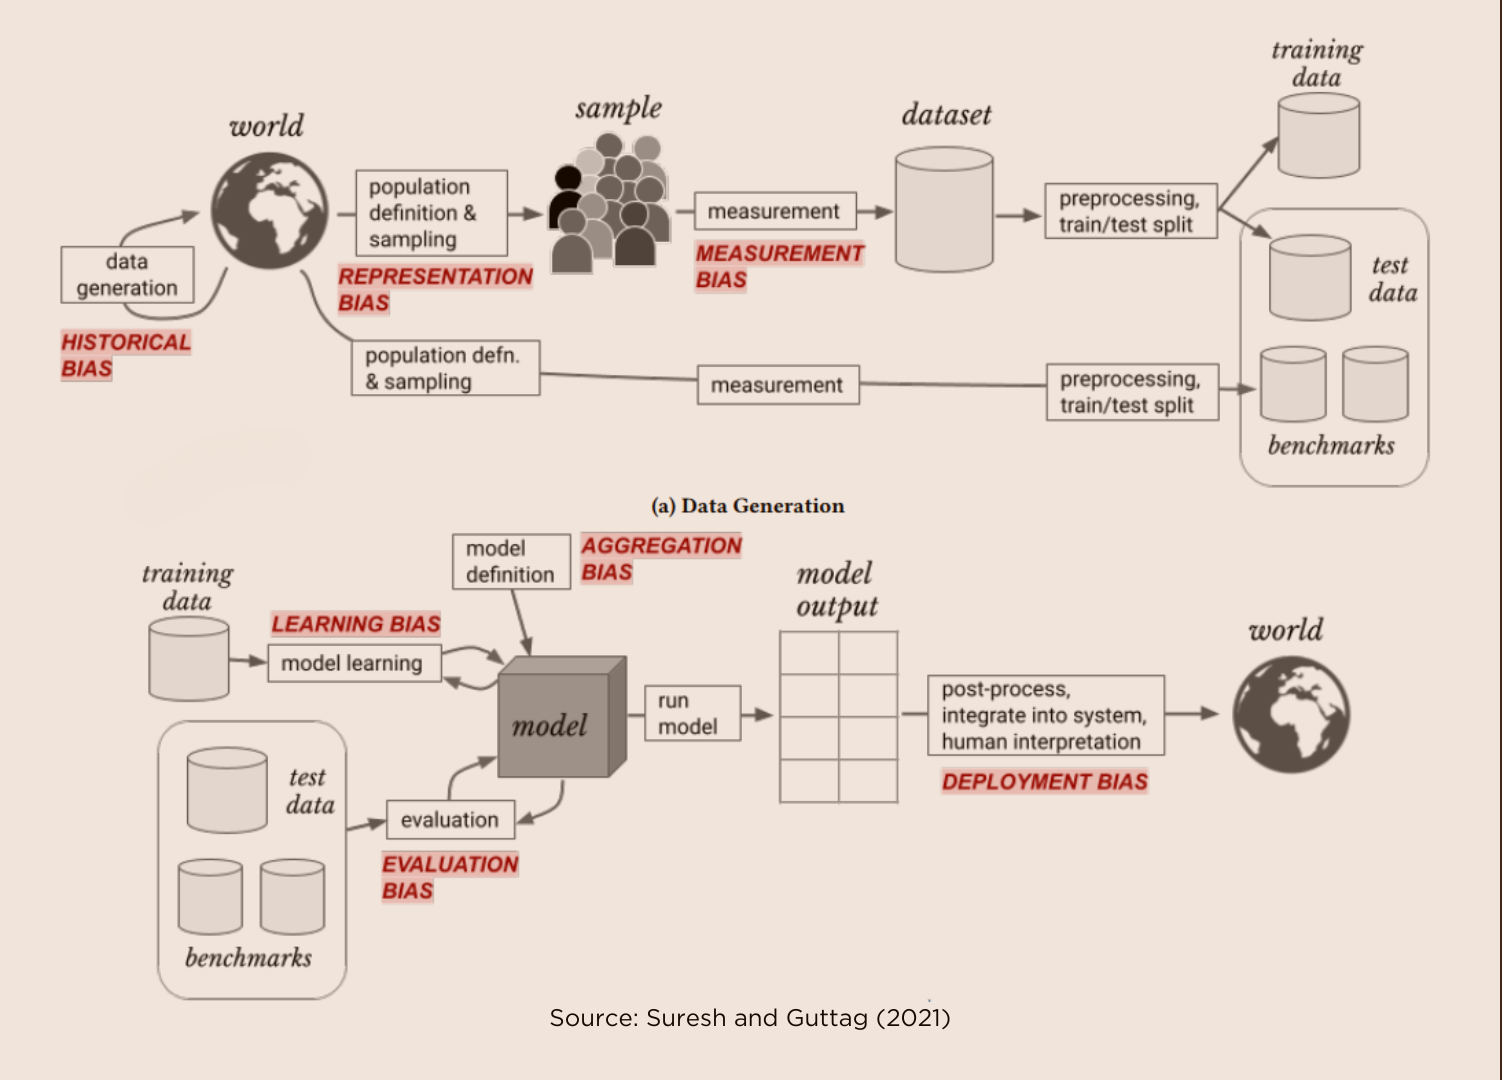 training
data
sample
dataset
world
population
definition &
sampling
measurement
preprocessing,
train/test split
data
generation
REPRESENTATION
BIAS
MEASUREMENT
BIAS
test
data
HISTORICAL
BIAS
population defn.
& sampling
measurement
preprocessing,
train/test split
benchmarks
(a) Data Generation
model
definition
AGGREGATION
BIAS
training
data
LEARNING BIAS
model learning
model
output
world
model
run
model
post-process,
integrate into system,
human interpretation
DEPLOYMENT BIAS
test
data
evaluation
EVALUATION
BIAS
benchmarks
Source: Suresh and Guttag (2021)